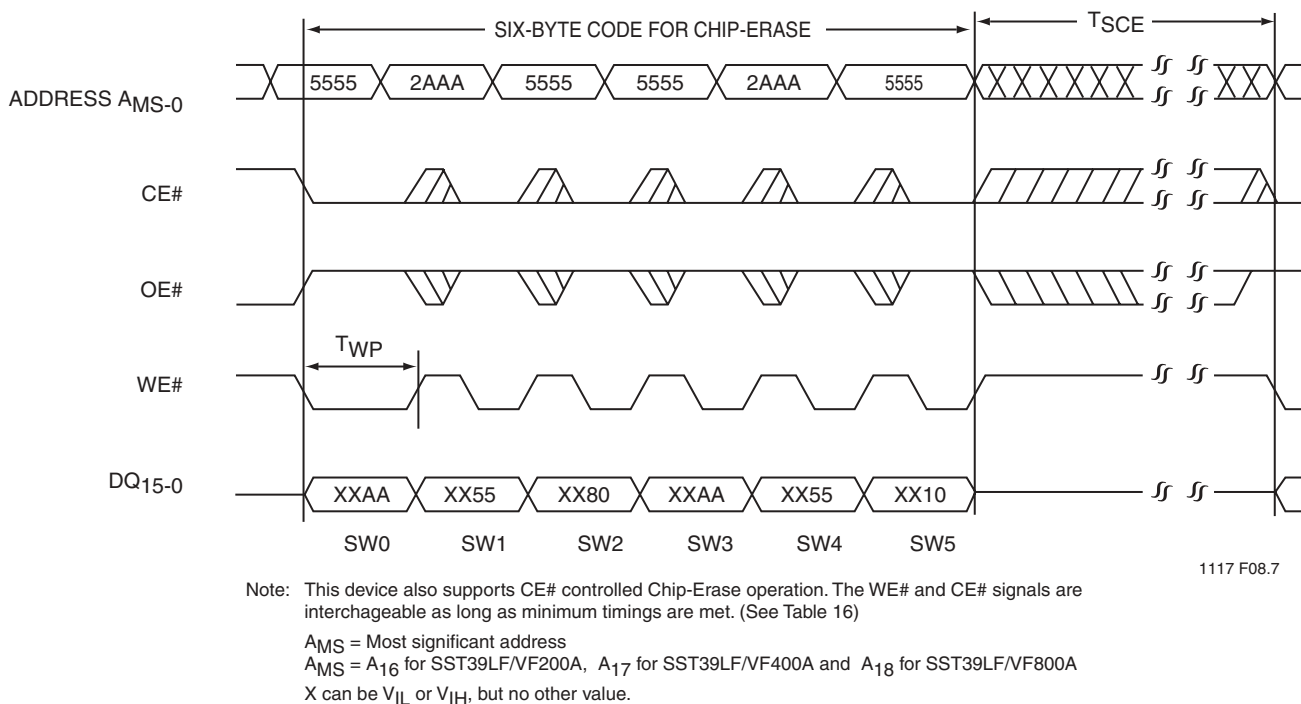 SIX-BYTE CODE FOR CHIP-ERASE
TSCE
ADDRESS AMS-0
5555 2AAA 5555 5555 2AAA 5555
CE#
OE#
TWP
WE#
DQ15-0
XXAA XX55 XX80 XXAA XX55 XX10
SW0 SW1 SW2 SW3 SW4 SW5
1117 F08.7
Note: This device also supports CE# controlled Chip-Erase operation. The WE# and CE# signals are
interchageable as long as minimum timings are met. (See Table 16)
AMS = Most significant address
AMS = A16 for SST39LF/VF200A, A17 for SST39LF/VF400A and A18 for SST39LF/VF800A
X can be VIL or VIH, but no other value.